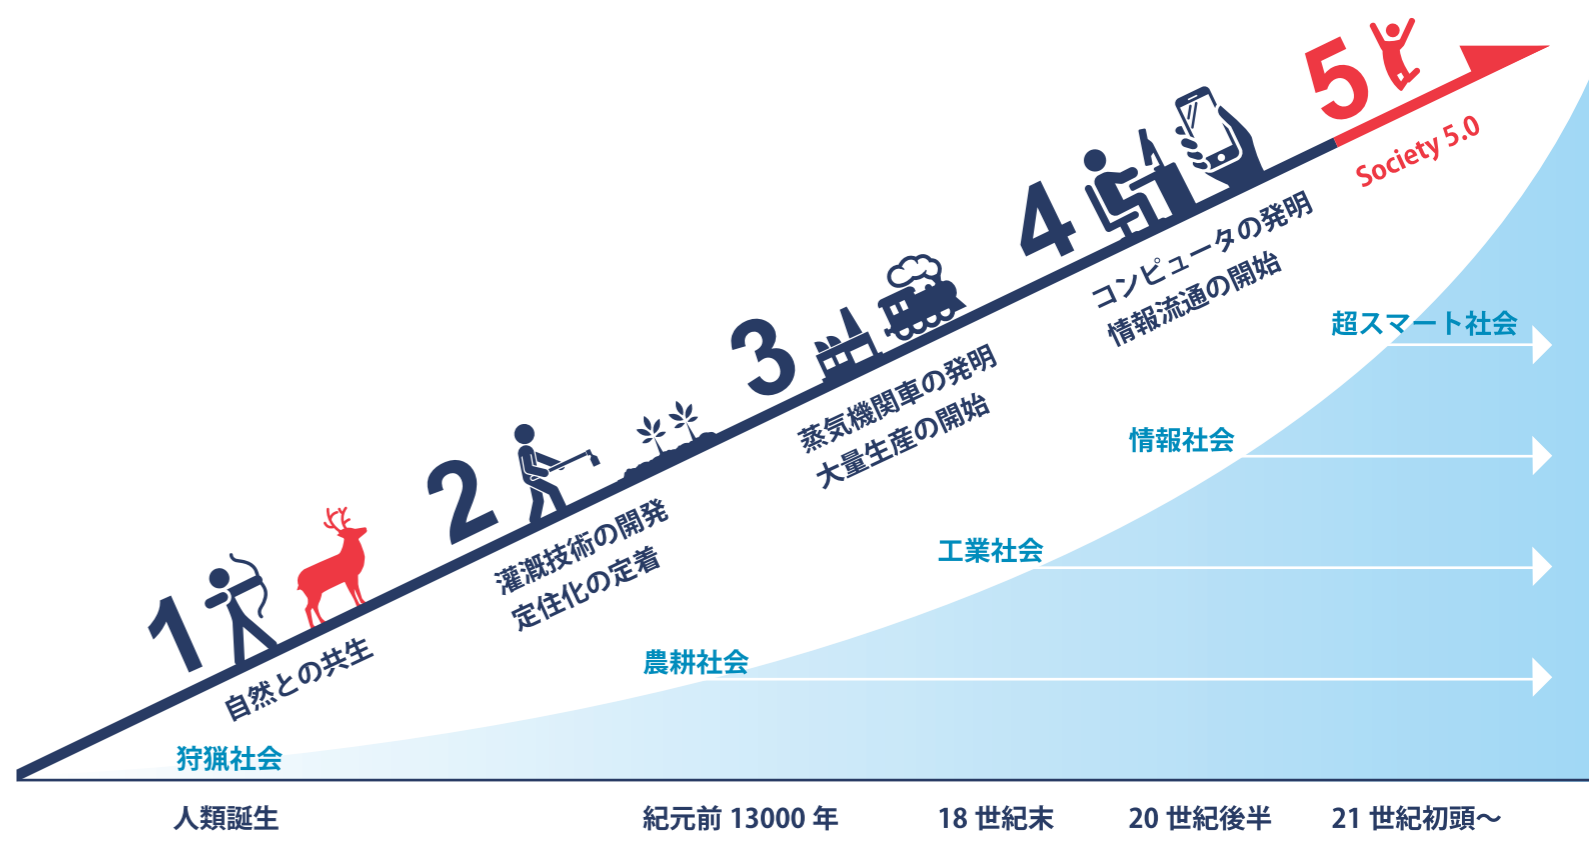 1
自然との共生
2
灌漑技術の開発
定住化の定着
3
蒸気機関車の発明
大量生産の開始
4
コンピュータの発明
情報流通の開始
5
Society 5.0
狩猟社会
農耕社会
工業社会
情報社会
超スマート社会
人類誕生
紀元前 13000 年
18 世紀末
20 世紀後半
21 世紀初頭～